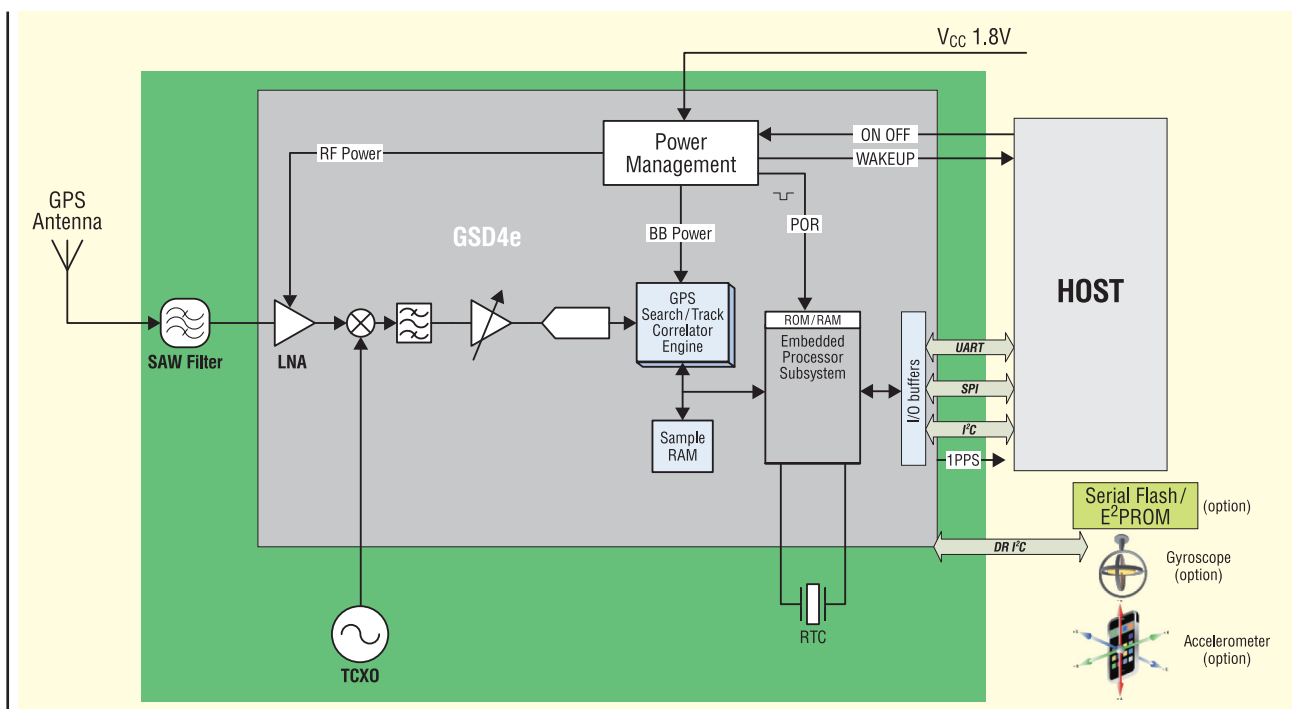 VCC 1.8V
Power
Management
ON OFF
WAKEUP
RF Power
GPS
Antenna
GSD4e
BB Power
POR
HOST
SAW Filter
LNA
GPS
Search/Track
Correlator
Engine
ROM/RAM
Embedded
Processor
Subsystem
I/O buffers
UART
SPI
I²C
1PPS
Sample
RAM
Serial Flash/
E²PROM
(option)
DR I²C
Gyroscope
(option)
RTC
Accelerometer
(option)
TCXO